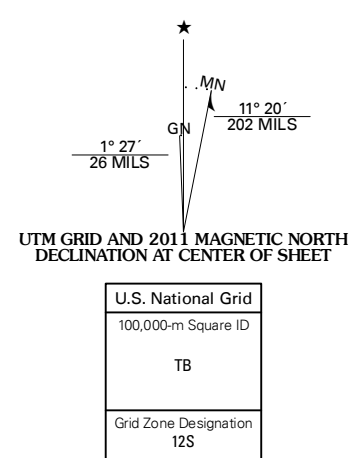 ★
MN
11° 20´
202 MILS
GN
1° 27´
26 MILS
UTM GRID AND 2011 MAGNETIC NORTH
DECLINATION AT CENTER OF SHEET
U.S. National Grid
100,000-m Square ID
TB
Grid Zone Designation
12S